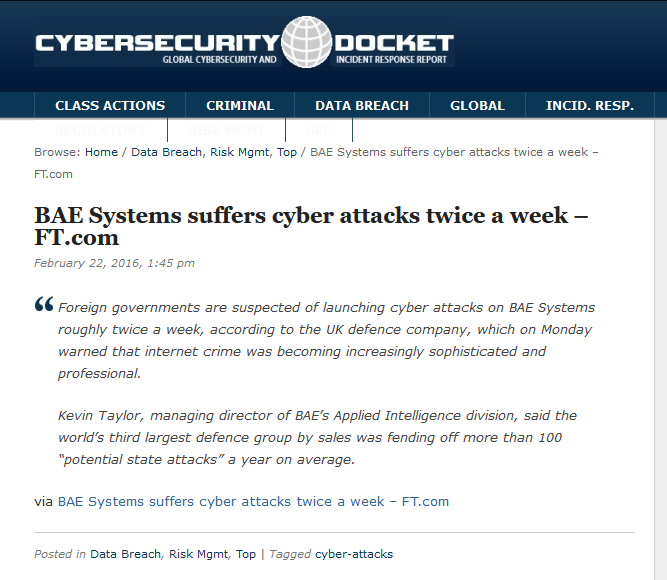 CYBERSECURITY DOCKET
GLOBAL CYBERSECURITY AND INCIDENT RESPONSE REPORT
CLASS ACTIONS CRIMINAL DATA BREACH GLOBAL INCID. RESP.
REGULATORY RISK MGMT SEC
Browse: Home / Data Breach, Risk Mgmt, Top / BAE Systems suffers cyber attacks twice a week –
FT.com
BAE Systems suffers cyber attacks twice a week –
FT.com
February 22, 2016, 1:45 pm
“ Foreign governments are suspected of launching cyber attacks on BAE Systems
roughly twice a week, according to the UK defence company, which on Monday
warned that internet crime was becoming increasingly sophisticated and
professional.
Kevin Taylor, managing director of BAE’s Applied Intelligence division, said the
world’s third largest defence group by sales was fending off more than 100
“potential state attacks” a year on average.
via BAE Systems suffers cyber attacks twice a week – FT.com
Posted in Data Breach, Risk Mgmt, Top | Tagged cyber-attacks